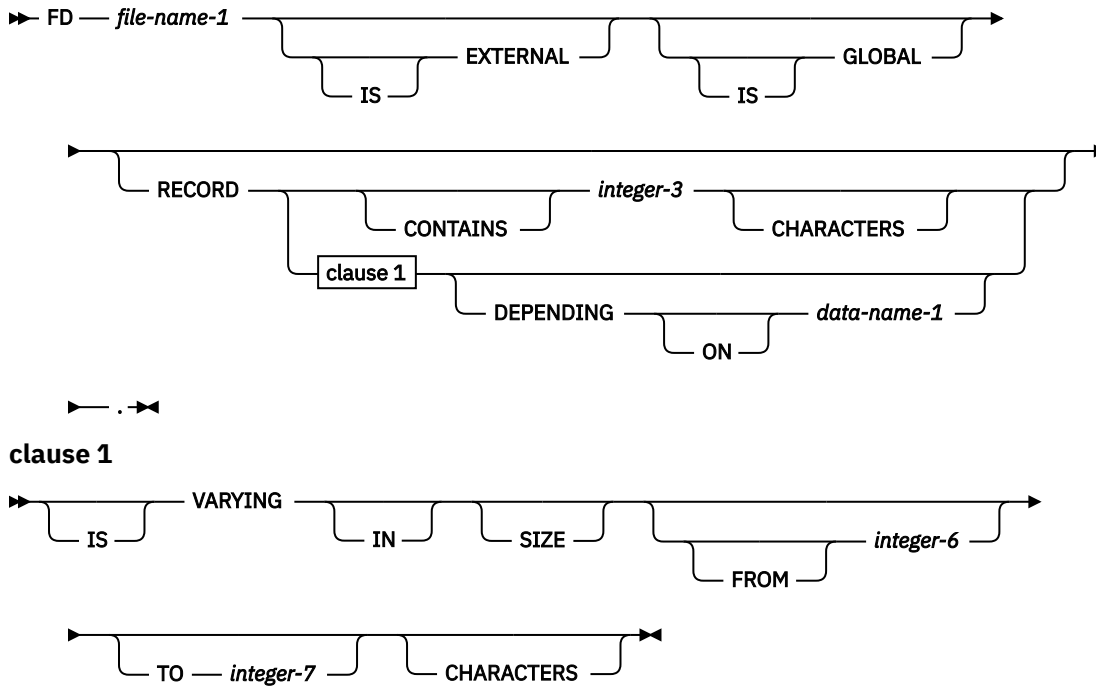 FD file-name-1 EXTERNAL GLOBAL
IS IS
RECORD integer-3
CONTAINS CHARACTERS
clause 1
DEPENDING data-name-1
ON
.
clause 1
VARYING
IS IN SIZE integer-6
FROM
TO integer-7 CHARACTERS